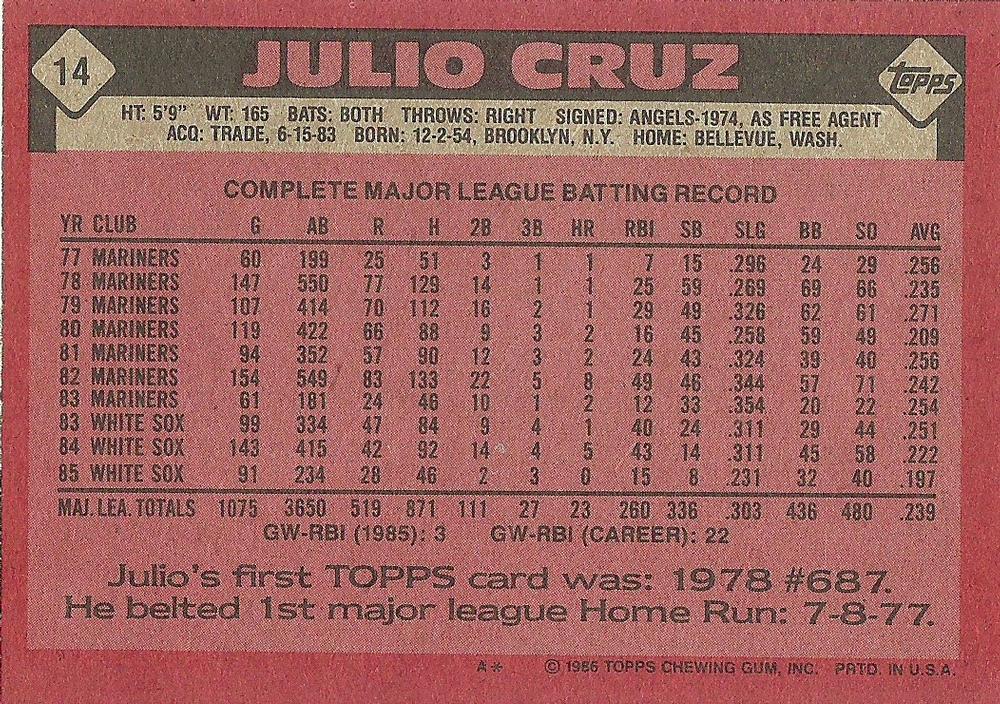 14 JULIO CRUZ TOPPS
HT: 5'9" WT: 165 BATS: BOTH THROWS: RIGHT SIGNED: ANGELS-1974, AS FREE AGENT
ACQ: TRADE, 6-15-83 BORN: 12-2-54, BROOKLYN, N.Y. HOME: BELLEVUE, WASH.
COMPLETE MAJOR LEAGUE BATTING RECORD
YR CLUB G AB R H 2B 3B HR RBI SB SLG BB SO AVG
77 MARINERS 60 199 25 51 3 1 1 7 15 .296 24 29 .256
78 MARINERS 147 550 77 129 14 1 1 25 59 .269 69 66 .235
79 MARINERS 107 414 70 112 16 2 1 29 49 .326 62 61 .271
80 MARINERS 119 422 66 88 9 3 2 16 45 .258 59 49 .209
81 MARINERS 94 352 57 90 12 3 2 24 43 .324 39 40 .256
82 MARINERS 154 549 83 133 22 5 8 49 46 .344 57 71 .242
83 MARINERS 61 181 24 46 10 1 2 12 33 .354 20 22 .254
83 WHITE SOX 99 334 47 84 9 4 1 40 24 .311 29 44 .251
84 WHITE SOX 143 415 42 92 14 4 5 43 14 .311 45 58 .222
85 WHITE SOX 91 234 28 46 2 3 0 15 8 .231 32 40 .197
MAJ. LEA. TOTALS 1075 3650 519 871 111 27 23 260 336 .303 436 480 .239
GW-RBI (1985): 3 GW-RBI (CAREER): 22
Julio's first TOPPS card was: 1978 #687.
He belted 1st major league Home Run: 7-8-77.
A* © 1986 TOPPS CHEWING GUM, INC. PRTD. IN U.S.A.